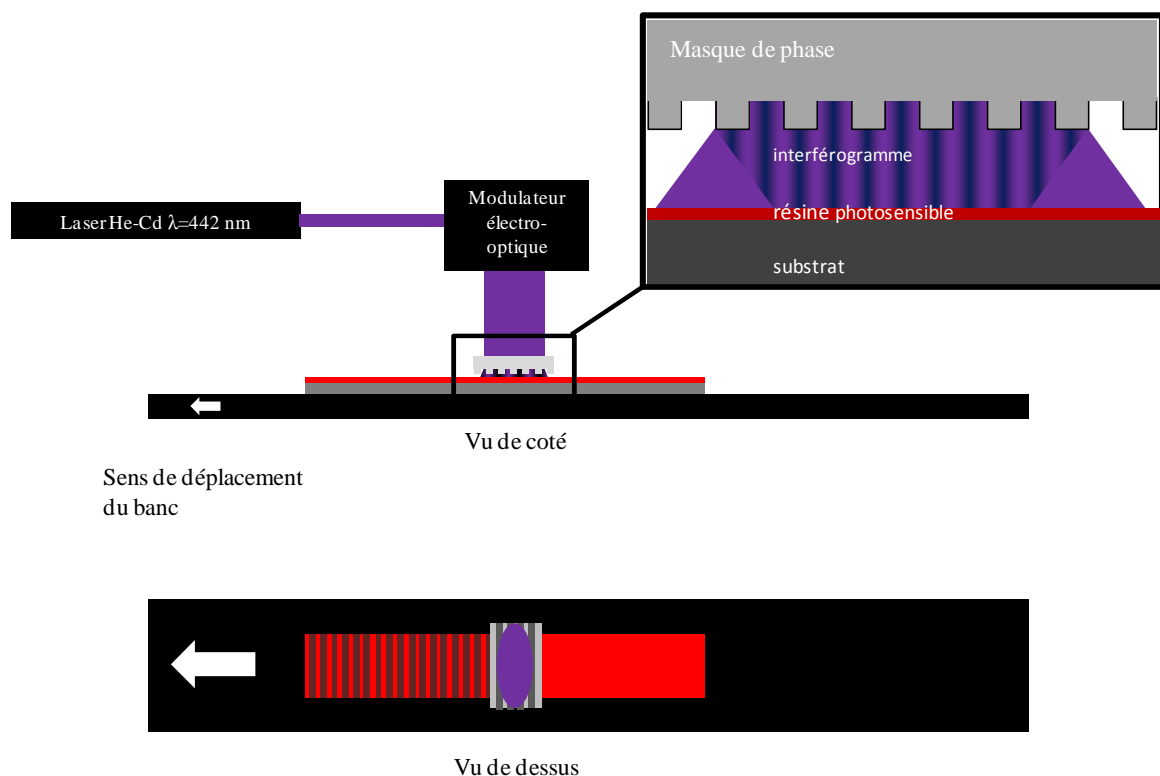 Masque de phase
interférogramme
résine photosensible
substrat
Modulateur
électro-
optique
Laser He-Cd λ=442 nm
Vu de coté
Sens de déplacement
du banc
Vu de dessus